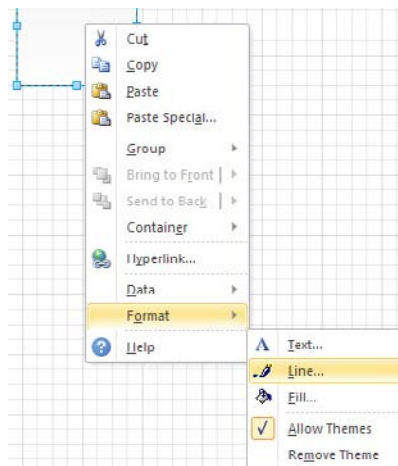 Cut
Copy
Paste
Paste Special...
Group
Bring to Front
Send to Back
Container
Hyperlink...
Data
Format
Help
A Text...
Line...
Fill...
Allow Themes
Remove Theme